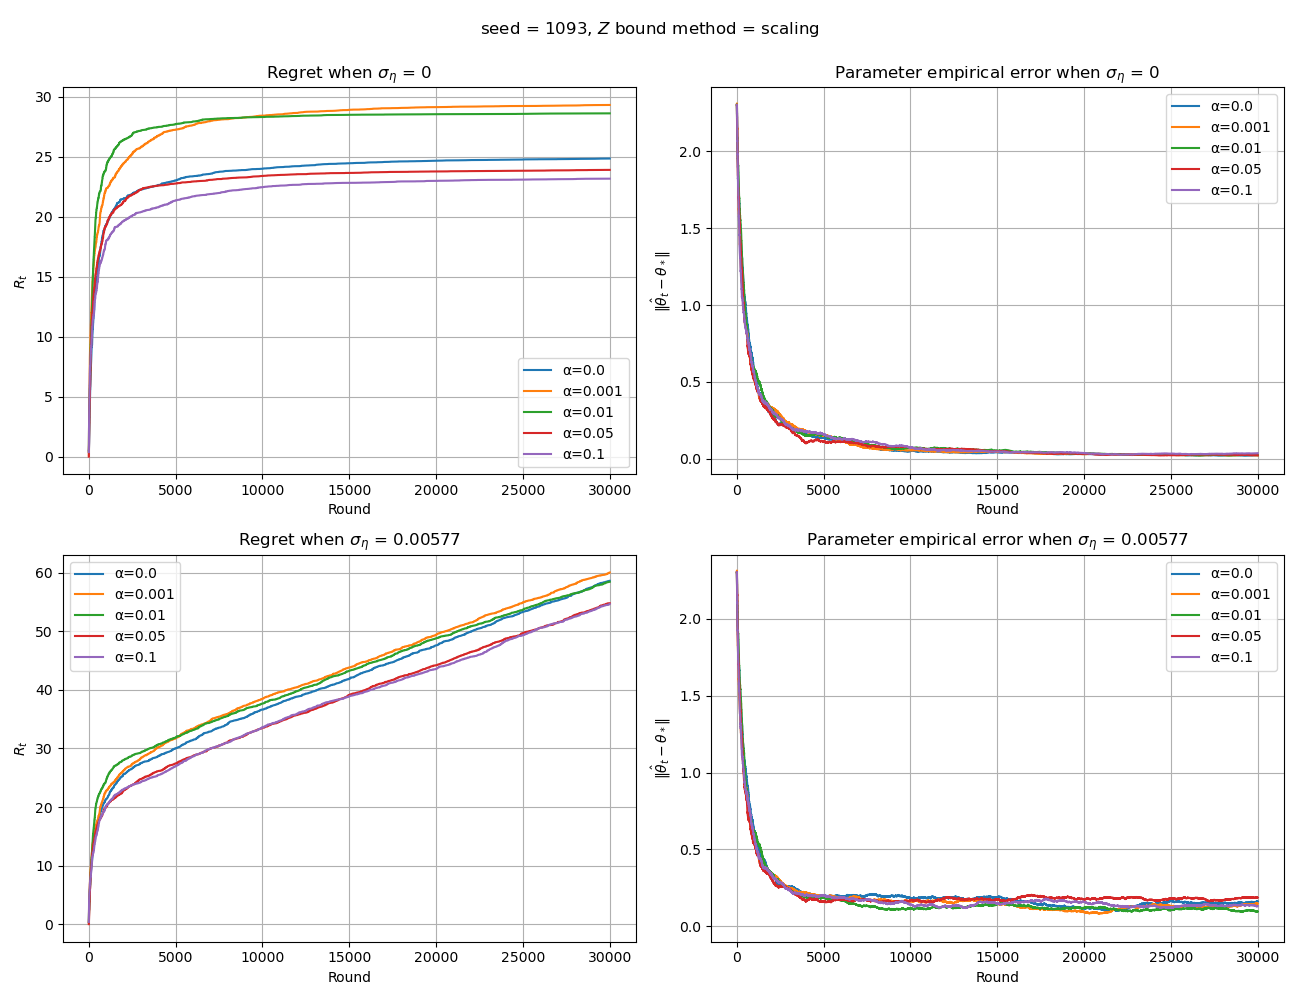 seed = 1093, Z bound method = scaling
Regret when σ_η = 0
R_t
30
25
20
15
10
5
0
0 5000 10000 15000 20000 25000 30000
Round
α=0.0
α=0.001
α=0.01
α=0.05
α=0.1
Parameter empirical error when σ_η = 0
‖θ̂_t − θ_*‖
2.0
1.5
1.0
0.5
0.0
0 5000 10000 15000 20000 25000 30000
Round
α=0.0
α=0.001
α=0.01
α=0.05
α=0.1
Regret when σ_η = 0.00577
R_t
60
50
40
30
20
10
0
0 5000 10000 15000 20000 25000 30000
Round
α=0.0
α=0.001
α=0.01
α=0.05
α=0.1
Parameter empirical error when σ_η = 0.00577
‖θ̂_t − θ_*‖
2.0
1.5
1.0
0.5
0.0
0 5000 10000 15000 20000 25000 30000
Round
α=0.0
α=0.001
α=0.01
α=0.05
α=0.1